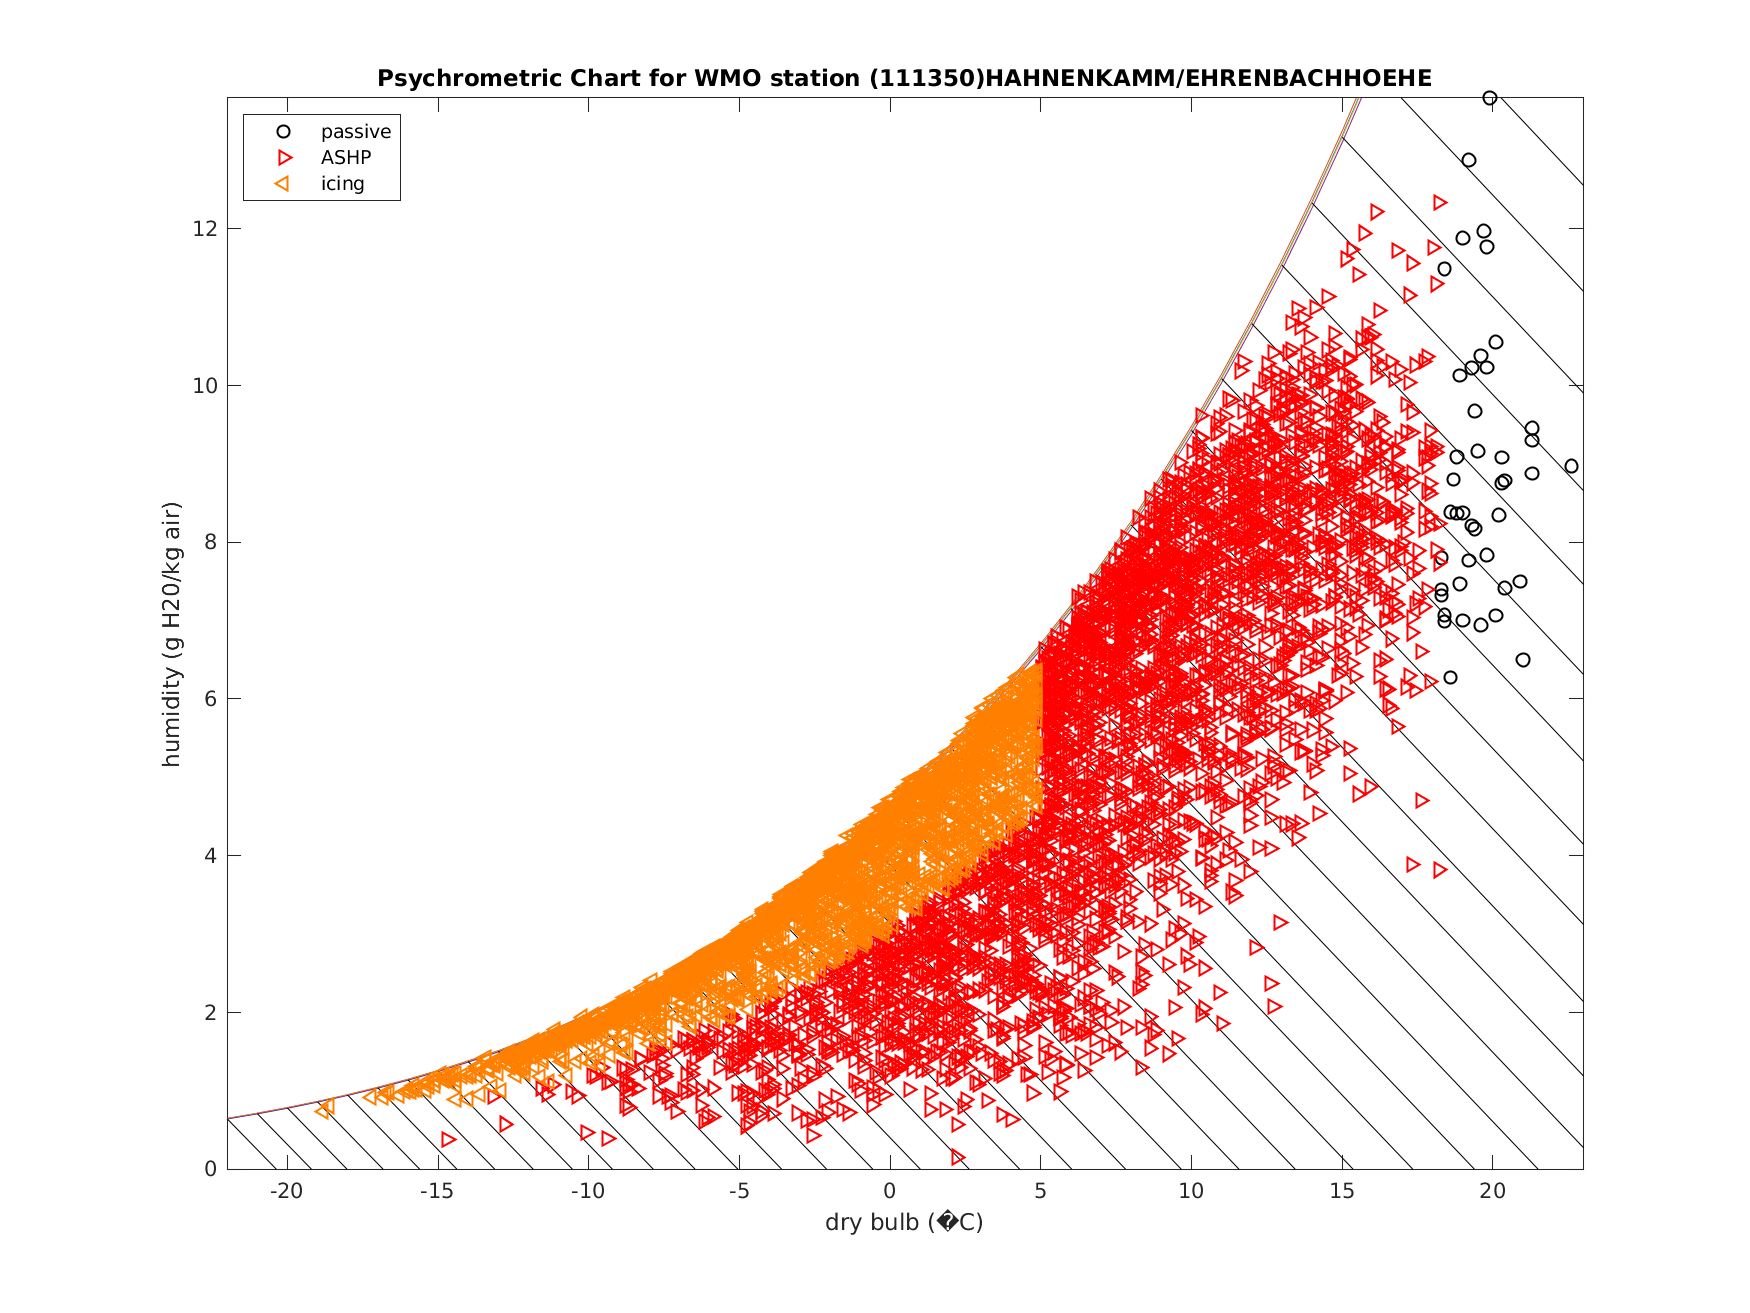 Psychrometric Chart for WMO station (111350)HAHNENKAMM/EHRENBACHHOEHE
passive
ASHP
icing
humidity (g H20/kg air)
12
10
8
6
4
2
0
-20 -15 -10 -5 0 5 10 15 20
dry bulb (�C)